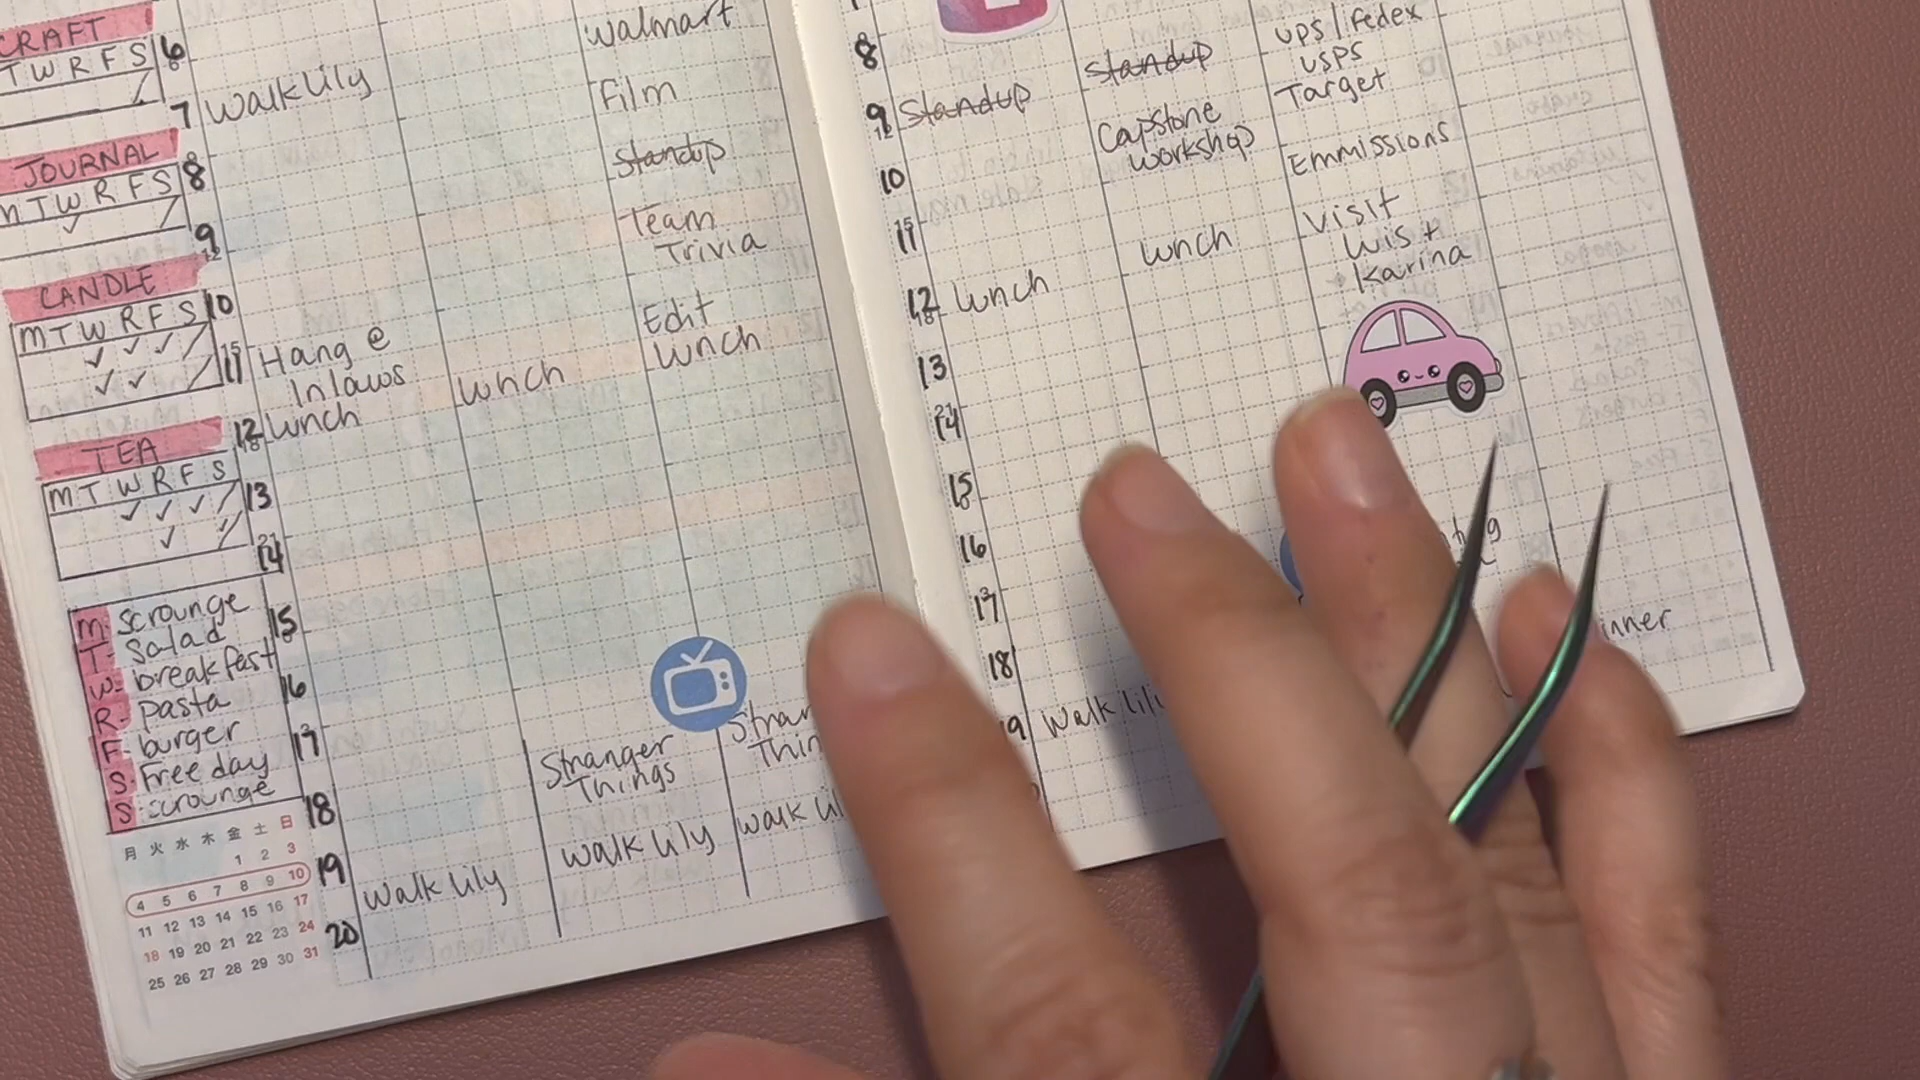 CRAFT
T W R F S
JOURNAL
M T W R F S
CANDLE
M T W R F S
TEA
M T W R F S
M: Scrounge
T- Salad
W- breakfast
R- Pasta
F- burger
S- Free day
S- scrounge
月 火 水 木 金 土 日
1 2 3
4 5 6 7 8 9 10
11 12 13 14 15 16 17
18 19 20 21 22 23 24
25 26 27 28 29 30 31
6
7
8
9
10
11
12
13
14
15
16
17
18
19
20
Walk Lily
Hang @
In laws
Lunch
Walk Lily
Lunch
Stranger
Things
Walk Lily
Walmart
Film
Standup
Team
Trivia
Edit
Lunch
Walk
8
9
10
11
12
13
14
15
16
17
18
19
Standup
Lunch
Walk Lily
Standup
Capstone
Workshop
Lunch
UPS/Fedex
USPS
Target
Emmissions
Visit
Wis +
Karina